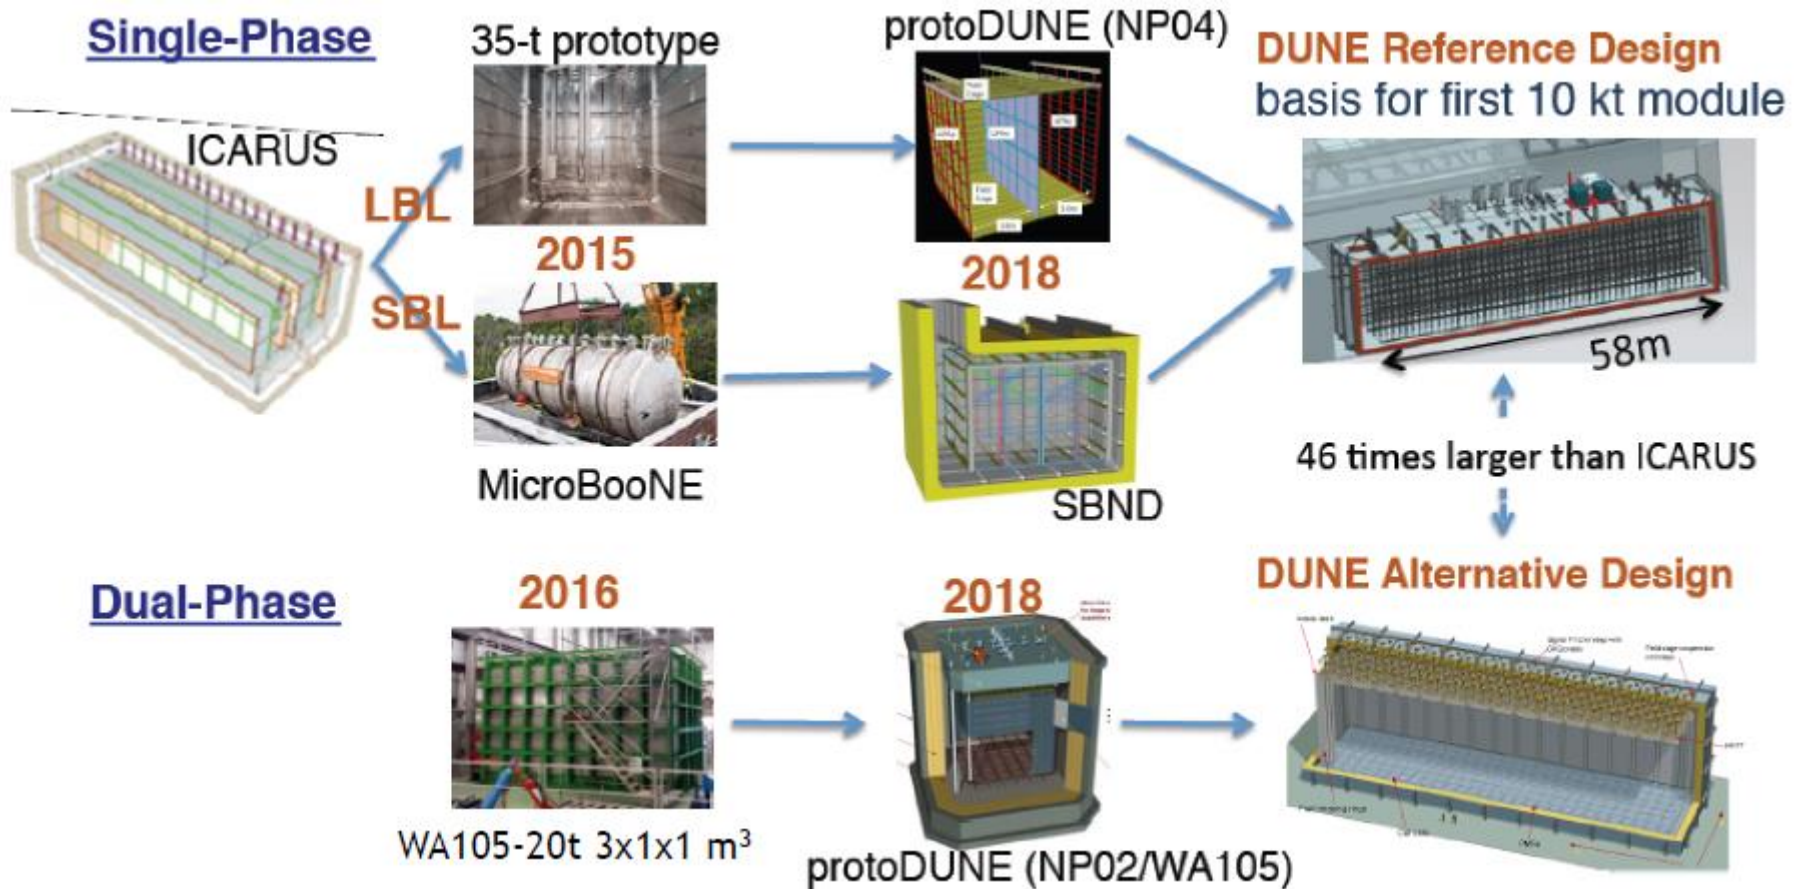 Single-Phase
35-t prototype
protoDUNE (NP04)
DUNE Reference Design
basis for first 10 kt module
ICARUS
LBL
2015
SBL
2018
58m
MicroBooNE
SBND
46 times larger than ICARUS
Dual-Phase
2016
2018
DUNE Alternative Design
WA105-20t 3x1x1 m³
protoDUNE (NP02/WA105)